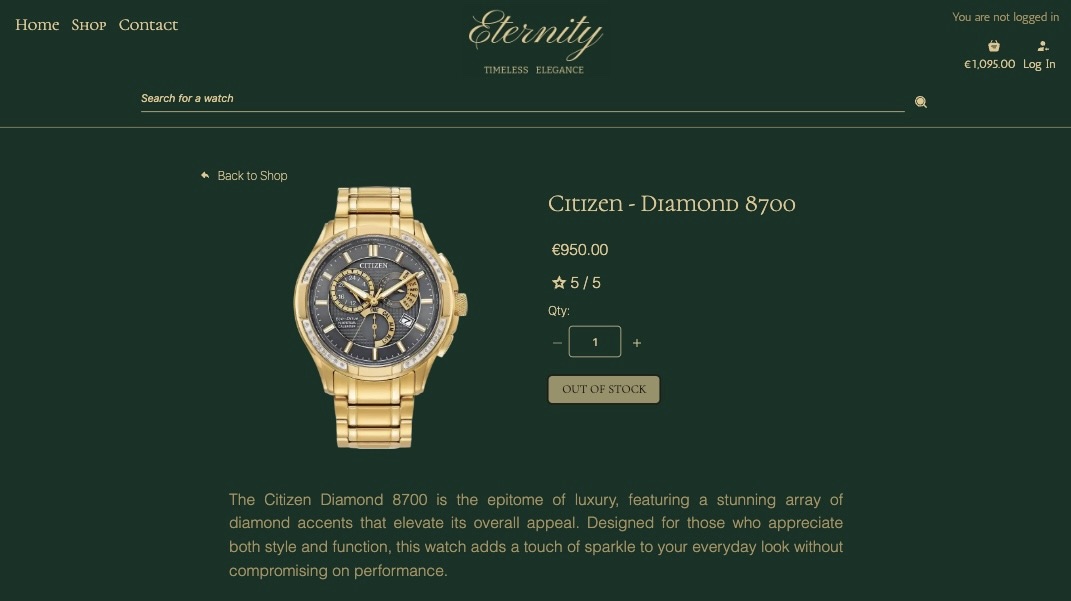 Home Shop Contact
Eternity
TIMELESS ELEGANCE
You are not logged in
€1,095.00 Log In
Search for a watch
Back to Shop
CITIZEN
Eco-Drive
PERPETUAL
CALENDAR
Citizen - Diamond 8700
€950.00
5 / 5
Qty:
− 1 +
OUT OF STOCK
The Citizen Diamond 8700 is the epitome of luxury, featuring a stunning array of
diamond accents that elevate its overall appeal. Designed for those who appreciate
both style and function, this watch adds a touch of sparkle to your everyday look without
compromising on performance.